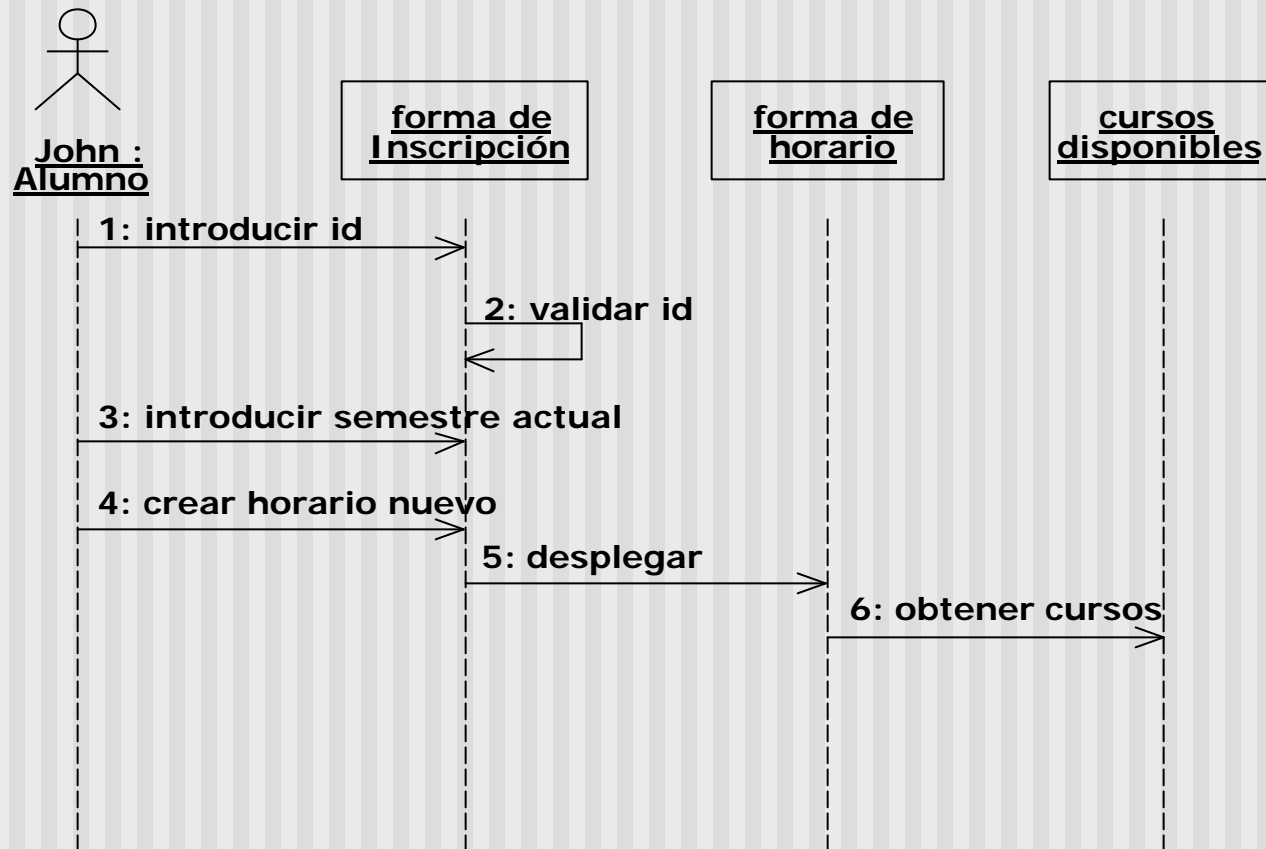 John :
Alumno
forma de
Inscripción
forma de
horario
cursos
disponibles
1: introducir id
2: validar id
3: introducir semestre actual
4: crear horario nuevo
5: desplegar
6: obtener cursos